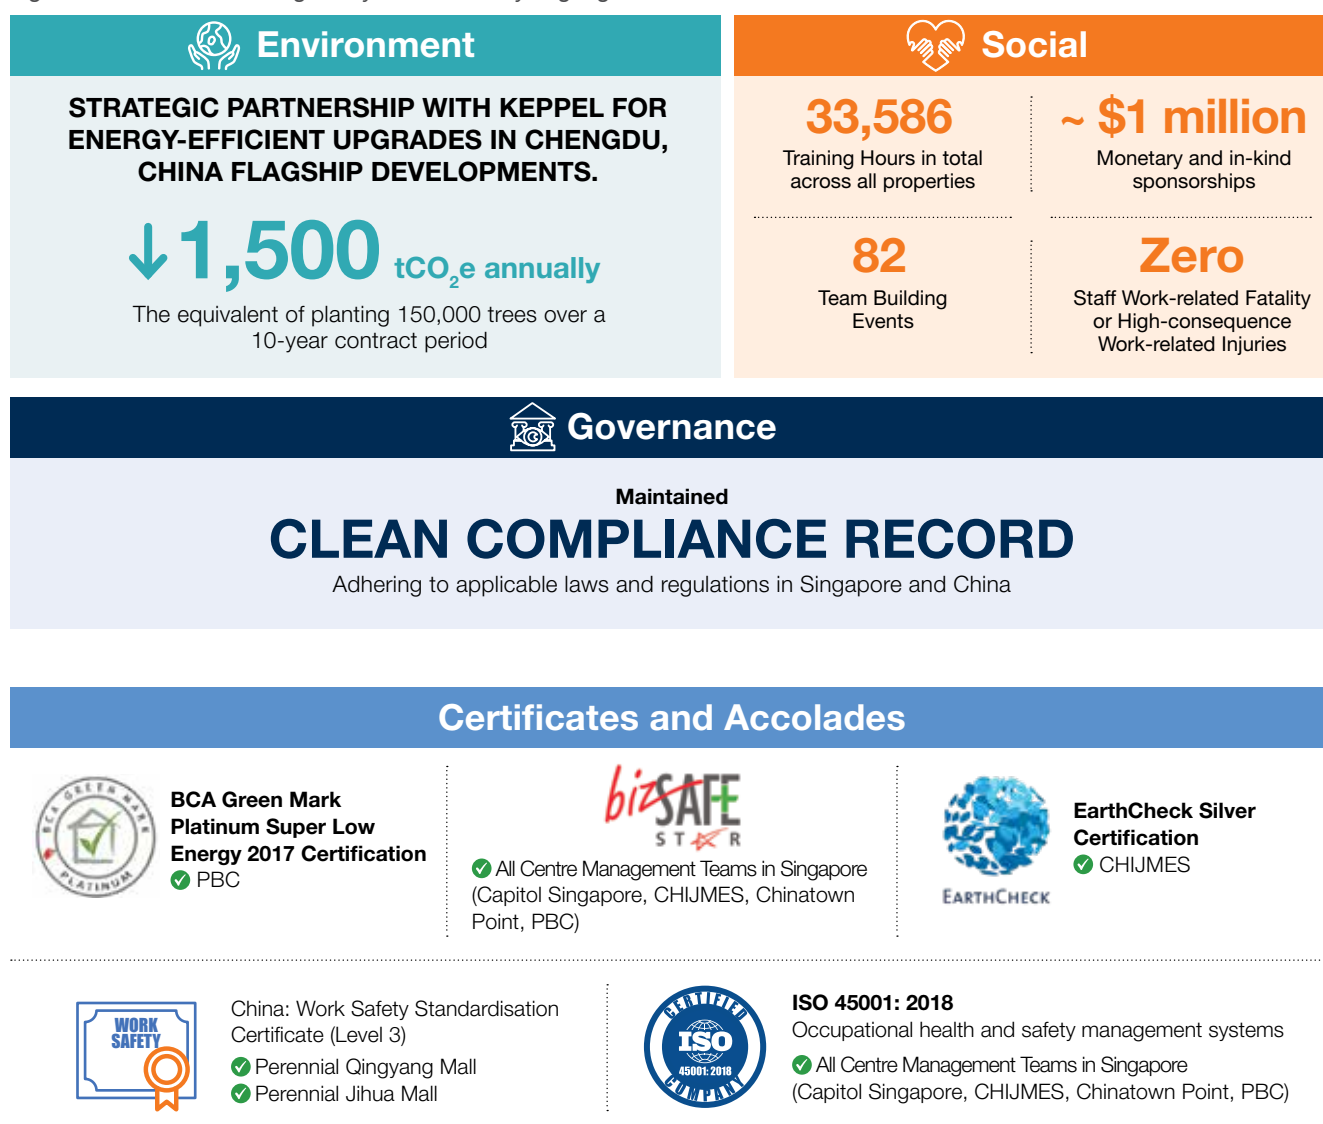 Environment
STRATEGIC PARTNERSHIP WITH KEPPEL FOR
ENERGY-EFFICIENT UPGRADES IN CHENGDU,
CHINA FLAGSHIP DEVELOPMENTS.
↓1,500 tCO₂e annually
The equivalent of planting 150,000 trees over a
10-year contract period
Social
33,586
Training Hours in total
across all properties
~ $1 million
Monetary and in-kind
sponsorships
82
Team Building
Events
Zero
Staff Work-related Fatality
or High-consequence
Work-related Injuries
Governance
Maintained
CLEAN COMPLIANCE RECORD
Adhering to applicable laws and regulations in Singapore and China
Certificates and Accolades
BCA GREEN MARK
PLATINUM
BCA Green Mark
Platinum Super Low
Energy 2017 Certification
PBC
bizSAFE
STAR
All Centre Management Teams in Singapore
(Capitol Singapore, CHIJMES, Chinatown
Point, PBC)
EARTHCHECK
EarthCheck Silver
Certification
CHIJMES
WORK
SAFETY
China: Work Safety Standardisation
Certificate (Level 3)
Perennial Qingyang Mall
Perennial Jihua Mall
CERTIFIED
ISO
45001: 2018
COMPANY
ISO 45001: 2018
Occupational health and safety management systems
All Centre Management Teams in Singapore
(Capitol Singapore, CHIJMES, Chinatown Point, PBC)